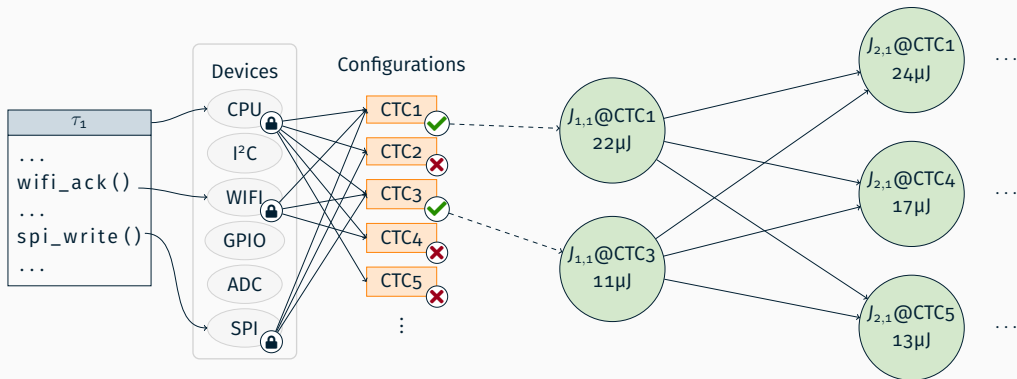 Devices
Configurations
τ₁
...
wifi_ack()
...
spi_write()
...
CPU
I²C
WIFI
GPIO
ADC
SPI
CTC1
CTC2
CTC3
CTC4
CTC5
⋮
J₁,₁@CTC1
22µJ
J₁,₁@CTC3
11µJ
J₂,₁@CTC1
24µJ
J₂,₁@CTC4
17µJ
J₂,₁@CTC5
13µJ
...
...
...